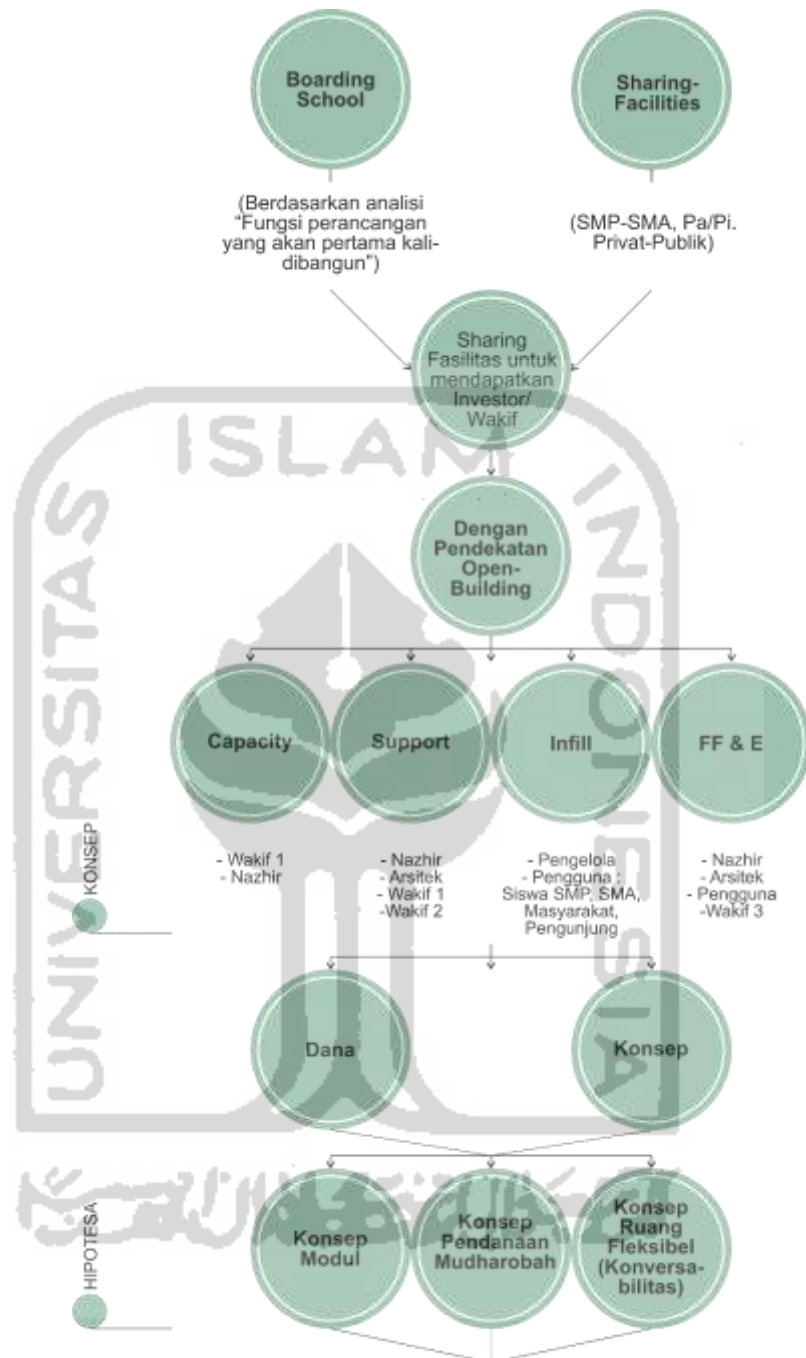 Boarding
School
Sharing-
Facilities
(Berdasarkan analisi
"Fungsi perancangan
yang akan pertama kali-
dibangun")
(SMP-SMA, Pa/Pi.
Privat-Publik)
Sharing
Fasilitas untuk
mendapatkan
Investor/
Wakif
Dengan
Pendekatan
Open-
Building
Capacity
Support
Infill
FF & E
- Wakif 1
- Nazhir
- Nazhir
- Arsitek
- Wakif 1
-Wakif 2
- Pengelola
- Pengguna ;
Siswa SMP, SMA,
Masyarakat,
Pengunjung
- Nazhir
- Arsitek
- Pengguna
-Wakif 3
KONSEP
Dana
Konsep
Konsep
Modul
Konsep
Pendanaan
Mudharobah
Konsep
Ruang
Fleksibel
(Konversa-
bilitas)
HIPOTESA
UNIVERSITAS
ISLAM
INDONESIA